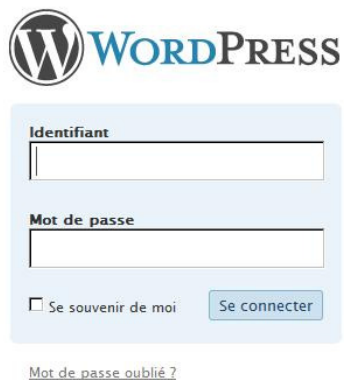 WORDPRESS
Identifiant
Mot de passe
Se souvenir de moi Se connecter
Mot de passe oublié ?